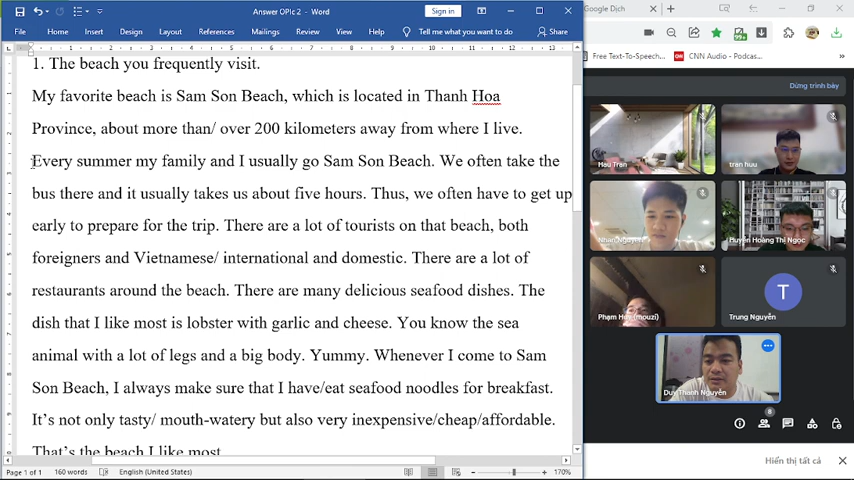 Answer OPIc 2 - Word
Sign in
File Home Insert Design Layout References Mailings Review View Help Tell me what you want to do Share
1. The beach you frequently visit.
My favorite beach is Sam Son Beach, which is located in Thanh Hoa
Province, about more than/ over 200 kilometers away from where I live.
Every summer my family and I usually go Sam Son Beach. We often take the
bus there and it usually takes us about five hours. Thus, we often have to get up
early to prepare for the trip. There are a lot of tourists on that beach, both
foreigners and Vietnamese/ international and domestic. There are a lot of
restaurants around the beach. There are many delicious seafood dishes. The
dish that I like most is lobster with garlic and cheese. You know the sea
animal with a lot of legs and a big body. Yummy. Whenever I come to Sam
Son Beach, I always make sure that I have/eat seafood noodles for breakfast.
It's not only tasty/ mouth-watery but also very inexpensive/cheap/affordable.
That's the beach I like most
Page 1 of 1 160 words English (United States) 170%
Google Dịch
Free Text-To-Speech... CNN Audio - Podcas...
Dừng trình bày
Hau Tran
tran huu
Huyen Hoàng Thị Ngọc
Phạm Huy (mouzi)
Trung Nguyễn
T
Duy Thanh Nguyễn
8
Hiển thị tất cả